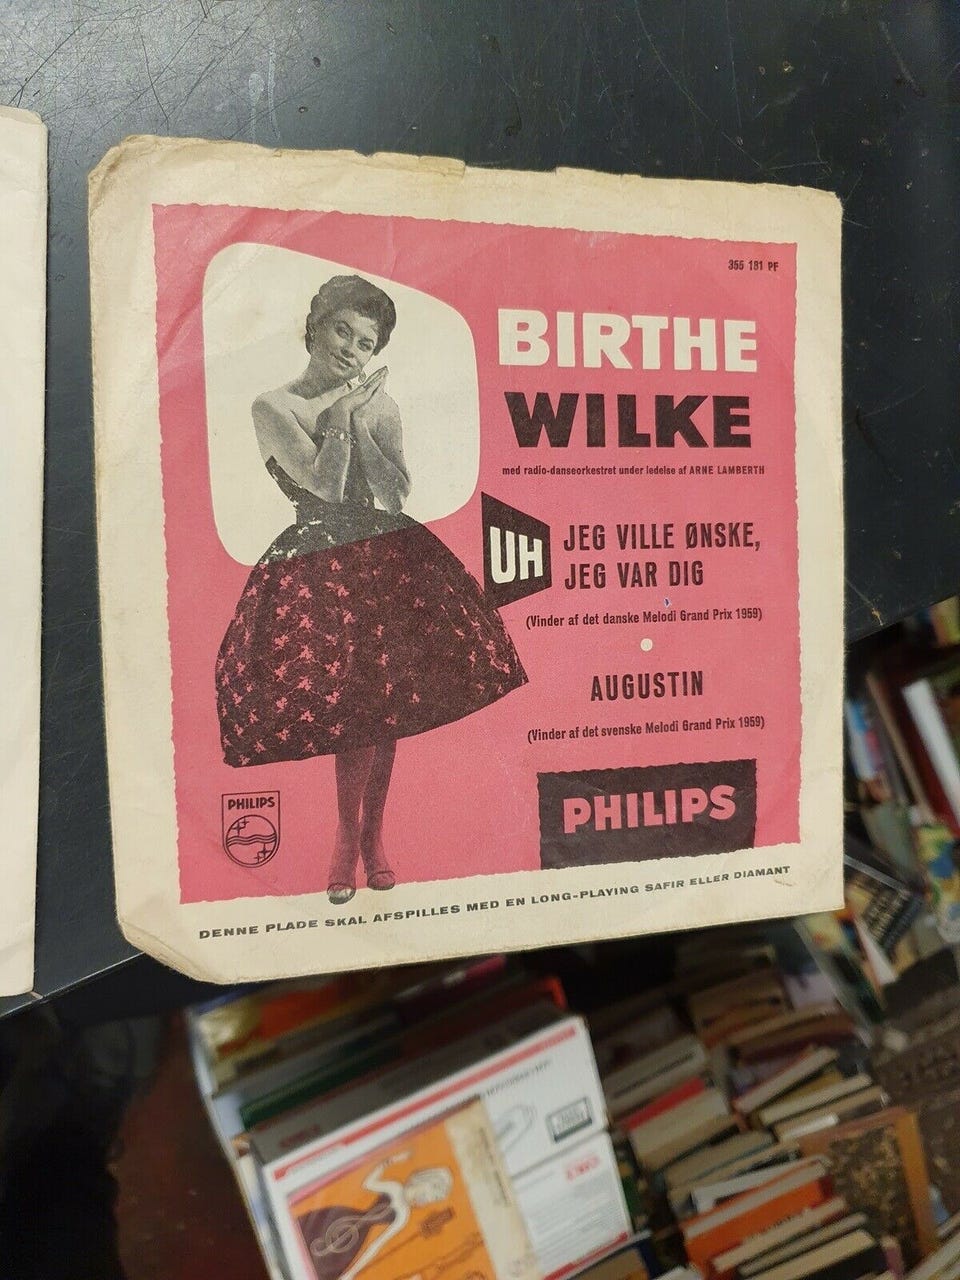 355 181 PF
BIRTHE
WILKE
med radio-danseorkestret under ledelse af ARNE LAMBERTH
UH JEG VILLE ØNSKE,
JEG VAR DIG
(Vinder af det danske Melodi Grand Prix 1959)
AUGUSTIN
(Vinder af det svenske Melodi Grand Prix 1959)
PHILIPS
PHILIPS
DENNE PLADE SKAL AFSPILLES MED EN LONG-PLAYING SAFIR ELLER DIAMANT